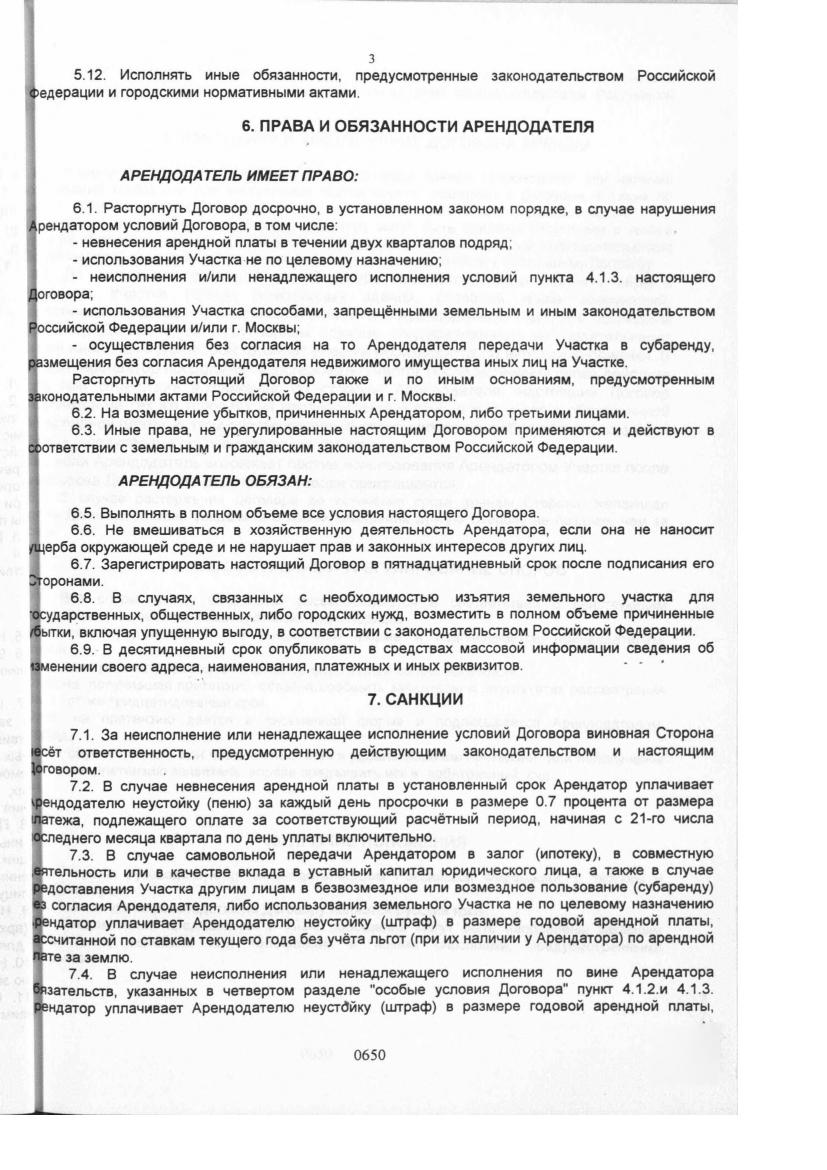 3
5.12. Исполнять иные обязанности, предусмотренные законодательством Российской
Федерации и городскими нормативными актами.
6. ПРАВА И ОБЯЗАННОСТИ АРЕНДОДАТЕЛЯ
АРЕНДОДАТЕЛЬ ИМЕЕТ ПРАВО:
6.1. Расторгнуть Договор досрочно, в установленном законом порядке, в случае нарушения
Арендатором условий Договора, в том числе:
- невнесения арендной платы в течении двух кварталов подряд;
- использования Участка не по целевому назначению;
- неисполнения и/или ненадлежащего исполнения условий пункта 4.1.3. настоящего
Договора;
- использования Участка способами, запрещёнными земельным и иным законодательством
Российской Федерации и/или г. Москвы;
- осуществления без согласия на то Арендодателя передачи Участка в субаренду,
размещения без согласия Арендодателя недвижимого имущества иных лиц на Участке.
Расторгнуть настоящий Договор также и по иным основаниям, предусмотренным
законодательными актами Российской Федерации и г. Москвы.
6.2. На возмещение убытков, причиненных Арендатором, либо третьими лицами.
6.3. Иные права, не урегулированные настоящим Договором применяются и действуют в
соответствии с земельным и гражданским законодательством Российской Федерации.
АРЕНДОДАТЕЛЬ ОБЯЗАН:
6.5. Выполнять в полном объеме все условия настоящего Договора.
6.6. Не вмешиваться в хозяйственную деятельность Арендатора, если она не наносит
ущерба окружающей среде и не нарушает прав и законных интересов других лиц.
6.7. Зарегистрировать настоящий Договор в пятнадцатидневный срок после подписания его
Сторонами.
6.8. В случаях, связанных с необходимостью изъятия земельного участка для
государственных, общественных, либо городских нужд, возместить в полном объеме причиненные
убытки, включая упущенную выгоду, в соответствии с законодательством Российской Федерации.
6.9. В десятидневный срок опубликовать в средствах массовой информации сведения об
изменении своего адреса, наименования, платежных и иных реквизитов.
7. САНКЦИИ
7.1. За неисполнение или ненадлежащее исполнение условий Договора виновная Сторона
несёт ответственность, предусмотренную действующим законодательством и настоящим
Договором.
7.2. В случае невнесения арендной платы в установленный срок Арендатор уплачивает
Арендодателю неустойку (пеню) за каждый день просрочки в размере 0.7 процента от размера
платежа, подлежащего оплате за соответствующий расчётный период, начиная с 21-го числа
последнего месяца квартала по день уплаты включительно.
7.3. В случае самовольной передачи Арендатором в залог (ипотеку), в совместную
деятельность или в качестве вклада в уставный капитал юридического лица, а также в случае
предоставления Участка другим лицам в безвозмездное или возмездное пользование (субаренду)
без согласия Арендодателя, либо использования земельного Участка не по целевому назначению
Арендатор уплачивает Арендодателю неустойку (штраф) в размере годовой арендной платы,
рассчитанной по ставкам текущего года без учёта льгот (при их наличии у Арендатора) по арендной
плате за землю.
7.4. В случае неисполнения или ненадлежащего исполнения по вине Арендатора
обязательств, указанных в четвертом разделе "особые условия Договора" пункт 4.1.2.и 4.1.3.
Арендатор уплачивает Арендодателю неустойку (штраф) в размере годовой арендной платы,
0650